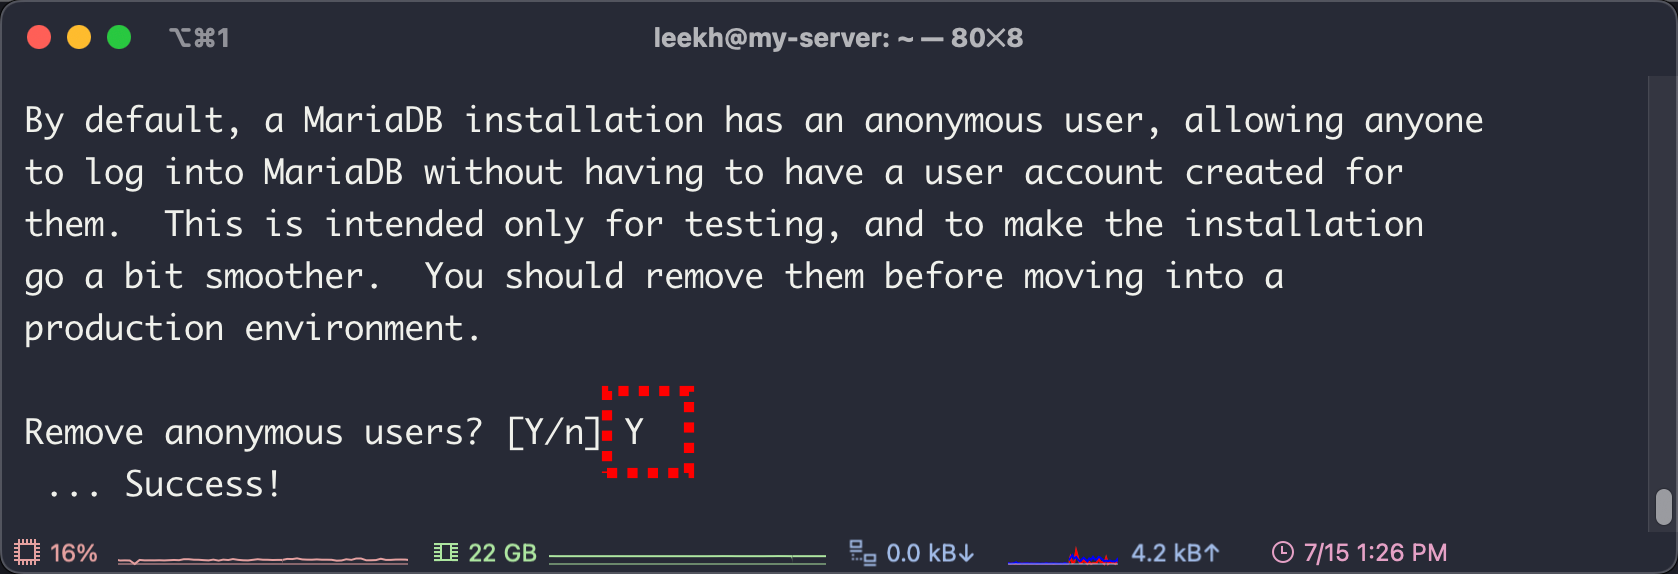 ⌥⌘1
leekh@my-server: ~ — 80×8
By default, a MariaDB installation has an anonymous user, allowing anyone
to log into MariaDB without having to have a user account created for
them.  This is intended only for testing, and to make the installation
go a bit smoother.  You should remove them before moving into a
production environment.
Remove anonymous users? [Y/n] Y
... Success!
16% 22 GB 0.0 kB↓ 4.2 kB↑ 7/15 1:26 PM